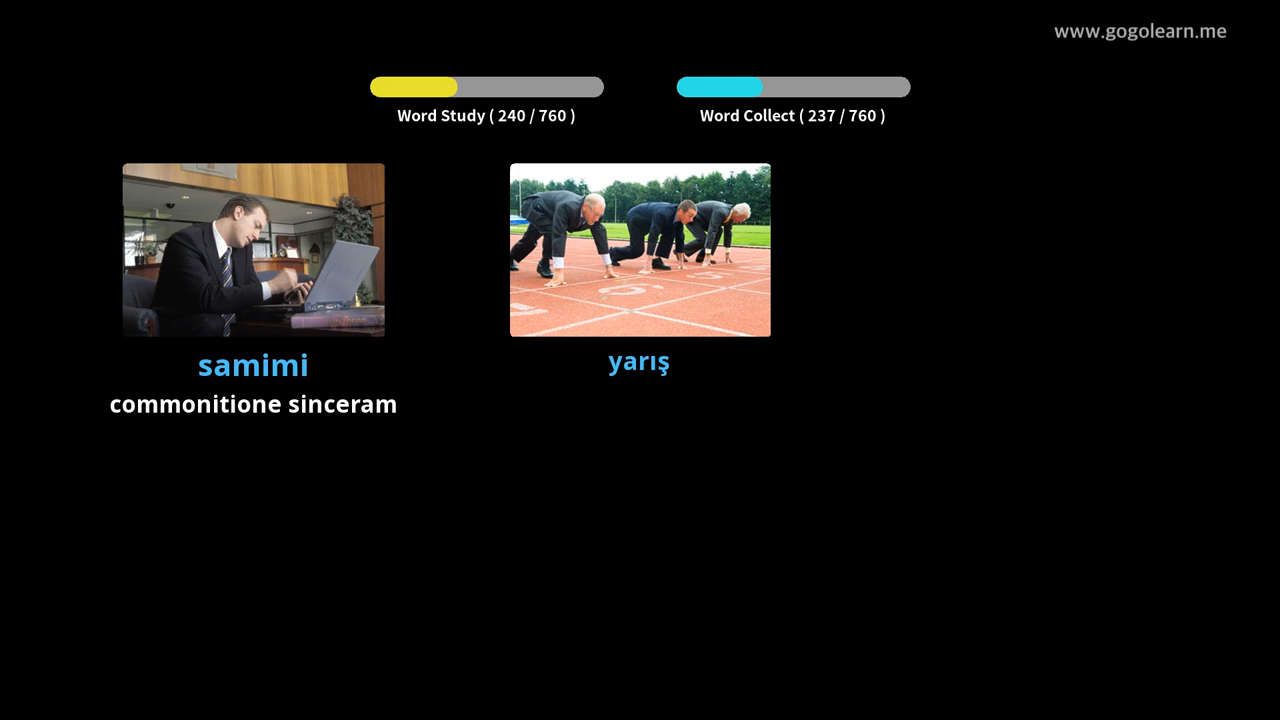 www.gogolearn.me
Word Study ( 240 / 760 )
Word Collect ( 237 / 760 )
samimi
commonitione sinceram
yarış